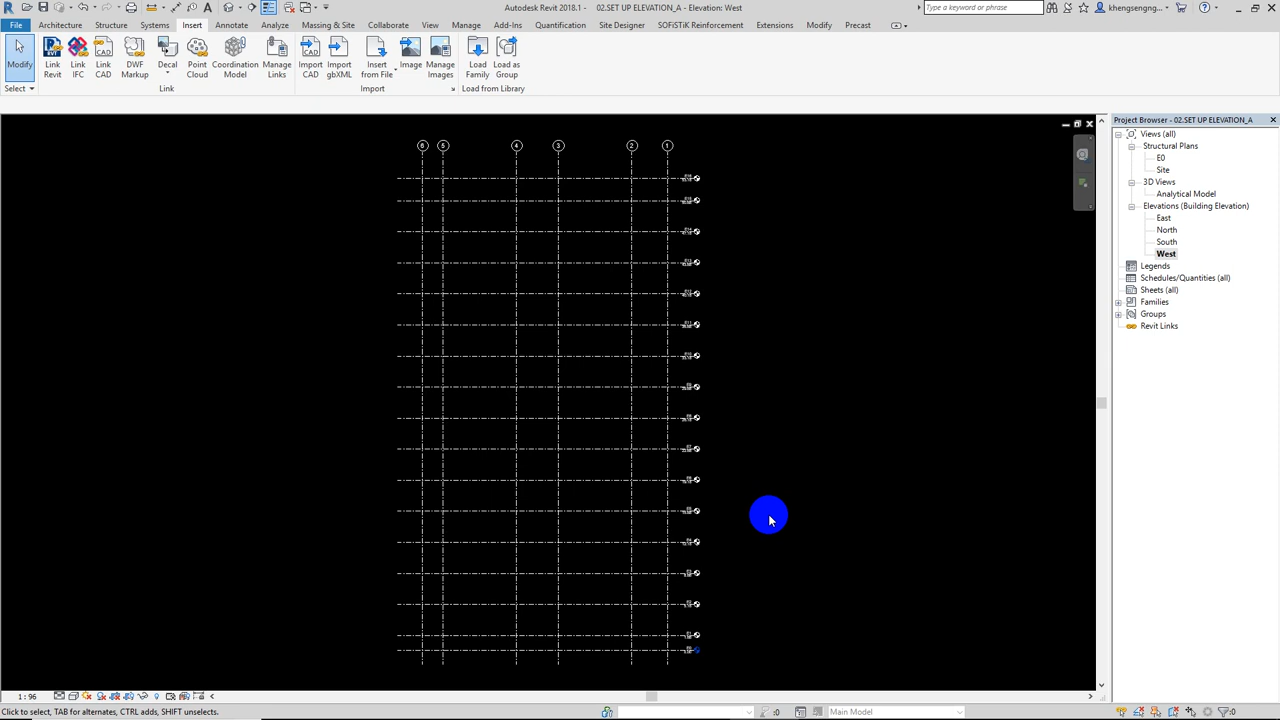 Autodesk Revit 2018.1 - 02.SET UP ELEVATION_A - Elevation: West
Type a keyword or phrase
khengsengng...
File Architecture Structure Systems Insert Annotate Analyze Massing & Site Collaborate View Manage Add-Ins Quantification Site Designer SOFiSTiK Reinforcement Extensions Modify Precast
Modify
Link Revit
Link IFC
Link CAD
DWF Markup
Decal
Point Cloud
Coordination Model
Manage Links
Import CAD
Import gbXML
Insert from File
Image
Manage Images
Load Family
Load as Group
Select
Link
Import
Load from Library
Project Browser - 02.SET UP ELEVATION_A
Views (all)
Structural Plans
E0
Site
3D Views
Analytical Model
Elevations (Building Elevation)
East
North
South
West
Legends
Schedules/Quantities (all)
Sheets (all)
Families
Groups
Revit Links
6 5 4 3 2 1
1 : 96
Click to select, TAB for alternates, CTRL adds, SHIFT unselects.
:0
Main Model
:0